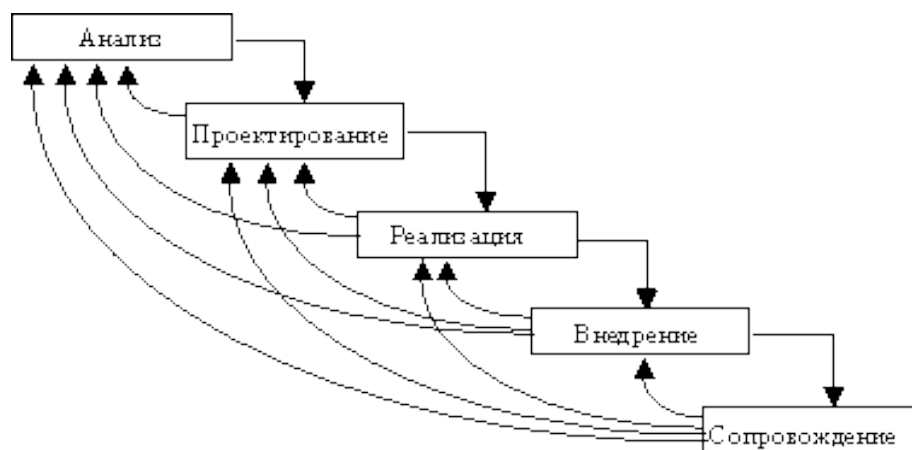 Анализ
Проектирование
Реализация
Внедрение
Сопровождение